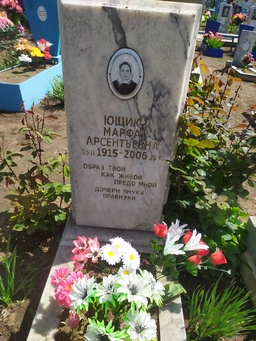 ЮЩИК
МАРФА
АРСЕНТЬЕВНА
1915-2006
ОБРАЗ ТВОЙ
КАК ЖИВОЙ
ПРЕДО МНОЙ
ДОЧЕРИ ВНУКИ
ПРАВНУКИ